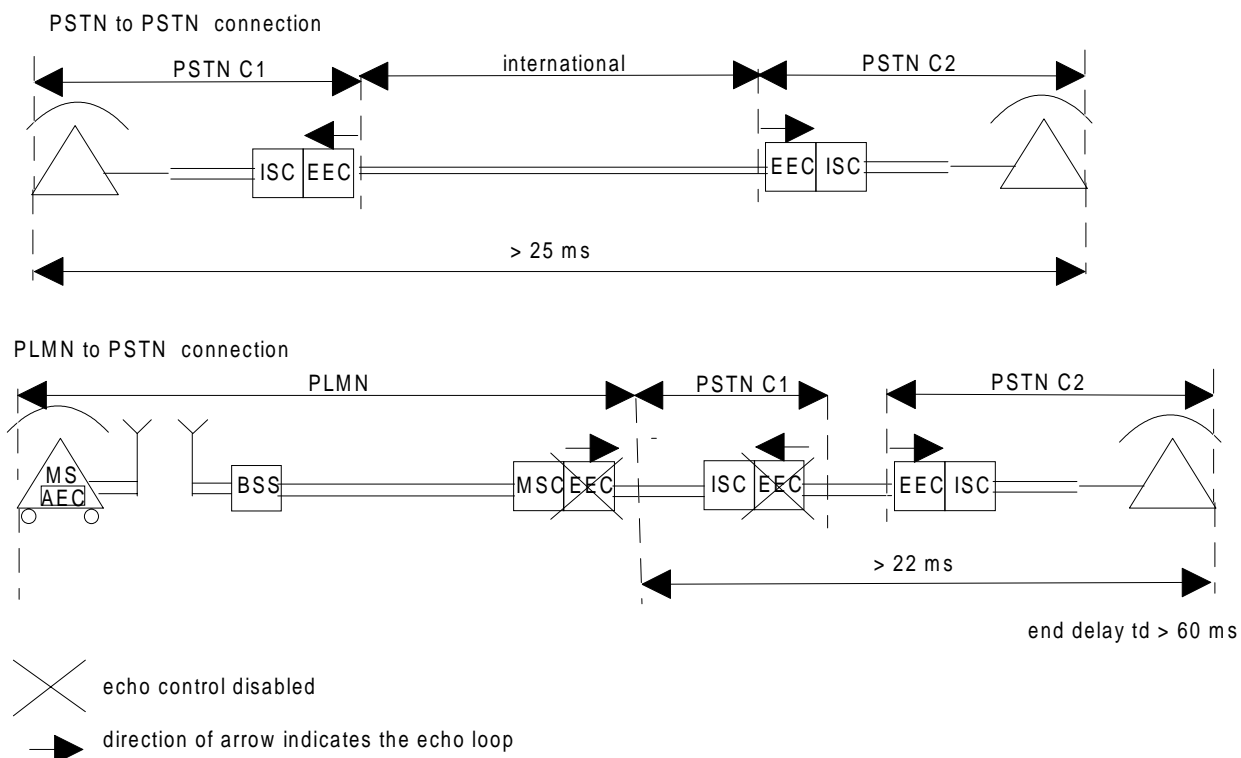 PSTN to PSTN connection
PSTN C1
international
PSTN C2
ISC EEC
EEC ISC
> 25 ms
PLMN to PSTN connection
PLMN
PSTN C1
PSTN C2
MS
AEC
BSS
MSC EEC
ISC EEC
EEC ISC
> 22 ms
end delay td > 60 ms
echo control disabled
direction of arrow indicates the echo loop